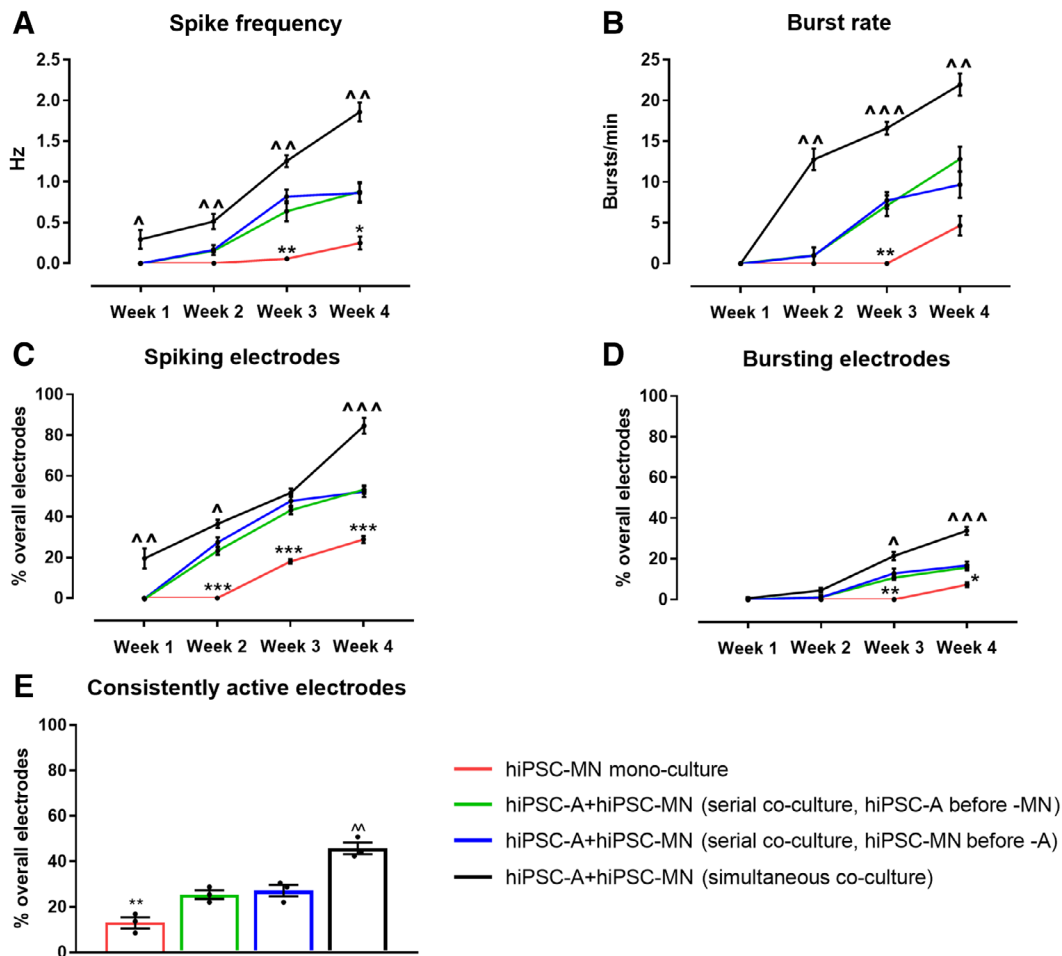 A
Spike frequency
2.5
2.0
1.5
1.0
0.5
0.0
Hz
^
^^
^^
^^
**
*
Week 1 Week 2 Week 3 Week 4
B
Burst rate
25
20
15
10
5
0
Bursts/min
^^
^^^
^^
**
Week 1 Week 2 Week 3 Week 4
C
Spiking electrodes
100
80
60
40
20
0
% overall electrodes
^^
^
^^^
***
***
***
Week 1 Week 2 Week 3 Week 4
D
Bursting electrodes
100
80
60
40
20
0
% overall electrodes
^
^^^
**
*
Week 1 Week 2 Week 3 Week 4
E
Consistently active electrodes
100
80
60
40
20
0
% overall electrodes
**
^^
hiPSC-MN mono-culture
hiPSC-A+hiPSC-MN (serial co-culture, hiPSC-A before -MN)
hiPSC-A+hiPSC-MN (serial co-culture, hiPSC-MN before -A)
hiPSC-A+hiPSC-MN (simultaneous co-culture)